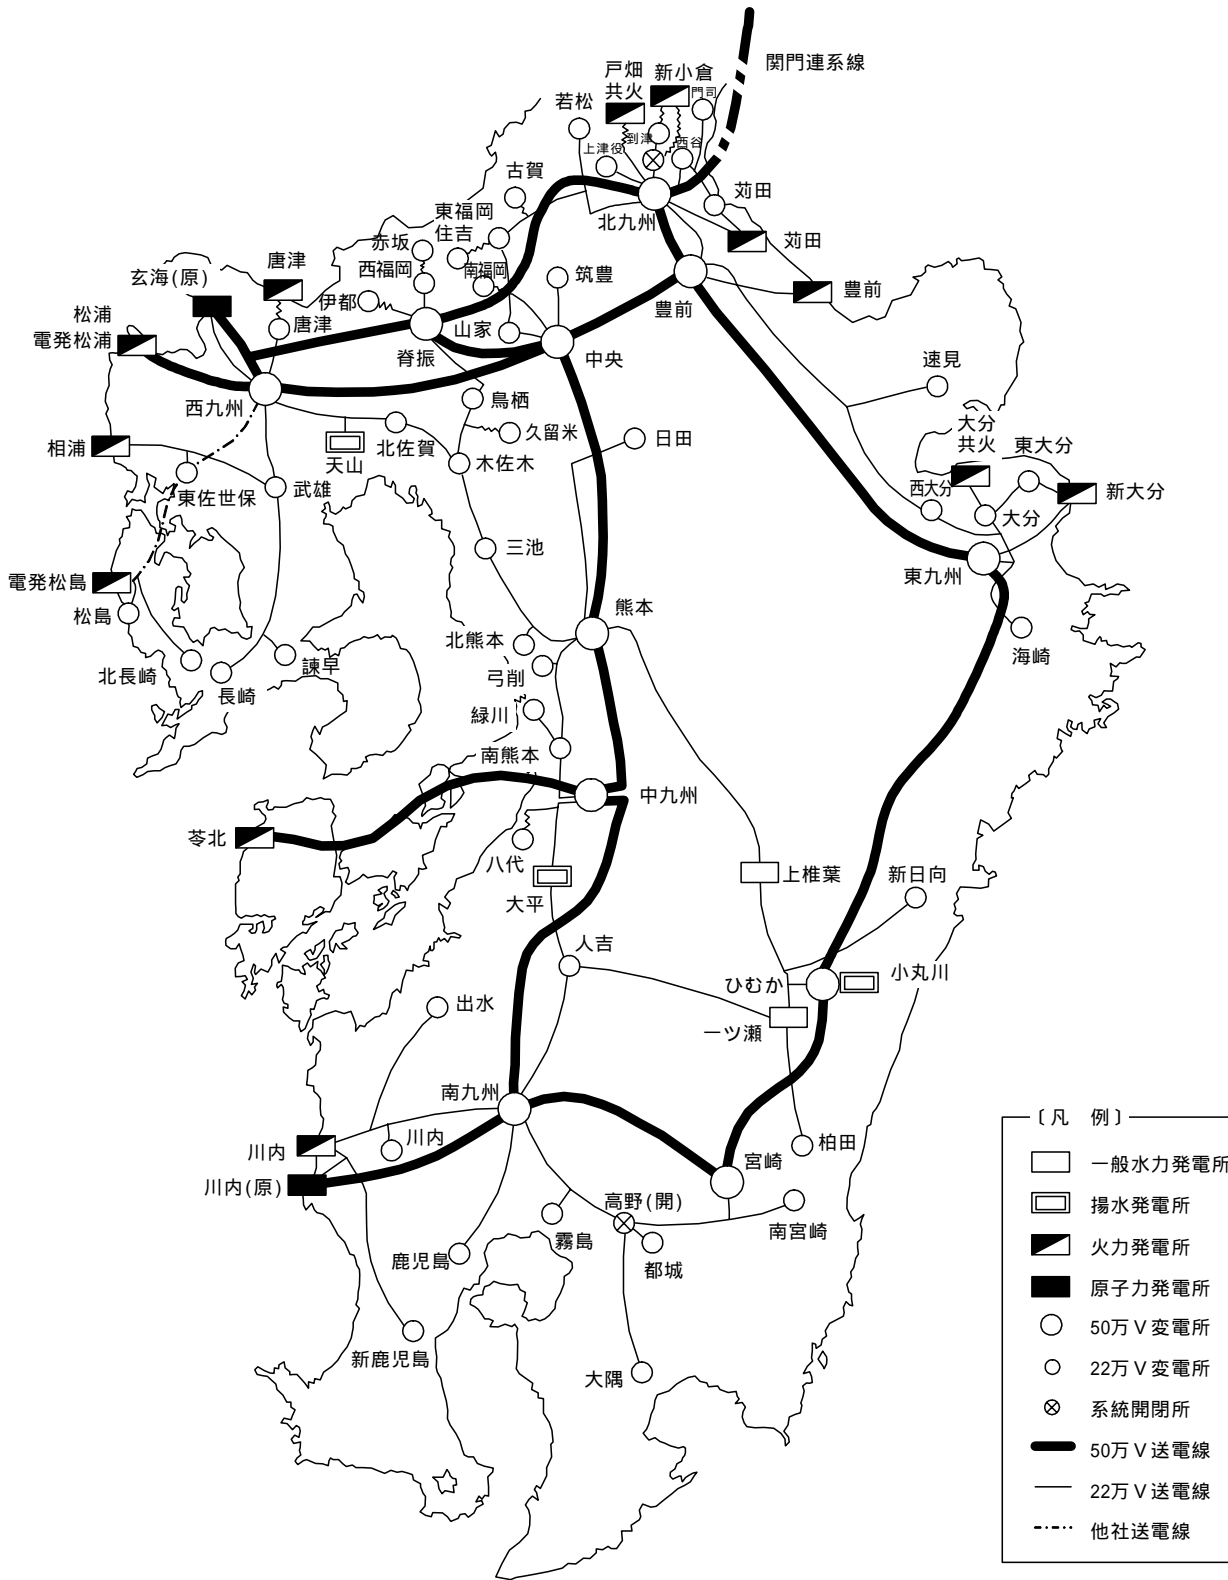 関門連系線
戸畑
共火
新小倉
門司
若松
到津
上津役
西谷
古賀
苅田
北九州
東福岡
住吉
赤坂
西福岡
南福岡
苅田
玄海(原)
唐津
筑豊
豊前
豊前
伊都
松浦
電発松浦
唐津
山家
脊振
中央
速見
西九州
鳥栖
相浦
天山
北佐賀
久留米
日田
大分
共火
東大分
木佐木
東佐世保
武雄
西大分
大分
新大分
三池
東九州
電発松島
松島
熊本
北熊本
海崎
北長崎
長崎
諫早
弓削
緑川
南熊本
中九州
苓北
八代
大平
上椎葉
新日向
人吉
ひむか
小丸川
出水
一ツ瀬
南九州
川内
川内
柏田
川内(原)
宮崎
高野(開)
南宮崎
霧島
鹿児島
都城
新鹿児島
大隅
〔凡 例〕
一般水力発電所
揚水発電所
火力発電所
原子力発電所
50万V変電所
22万V変電所
系統開閉所
50万V送電線
22万V送電線
他社送電線